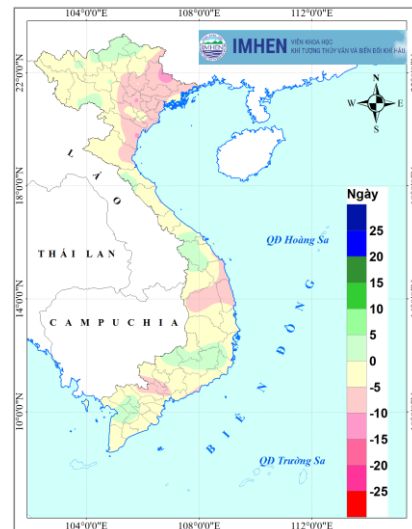 104°0'0"E 108°0'0"E 112°0'0"E
IMHEN VIỆN KHOA HỌC
KHÍ TƯỢNG THỦY VĂN VÀ BIẾN ĐỔI KHÍ HẬU
22°0'0"N
N
W E
S
LÀO
18°0'0"N
Ngày
25
20
15
10
5
0
-5
-10
-15
-20
-25
QĐ Hoàng Sa
THÁI LAN
14°0'0"N
CAMPUCHIA
BIỂN ĐÔNG
10°0'0"N
QĐ Trường Sa
104°0'0"E 108°0'0"E 112°0'0"E